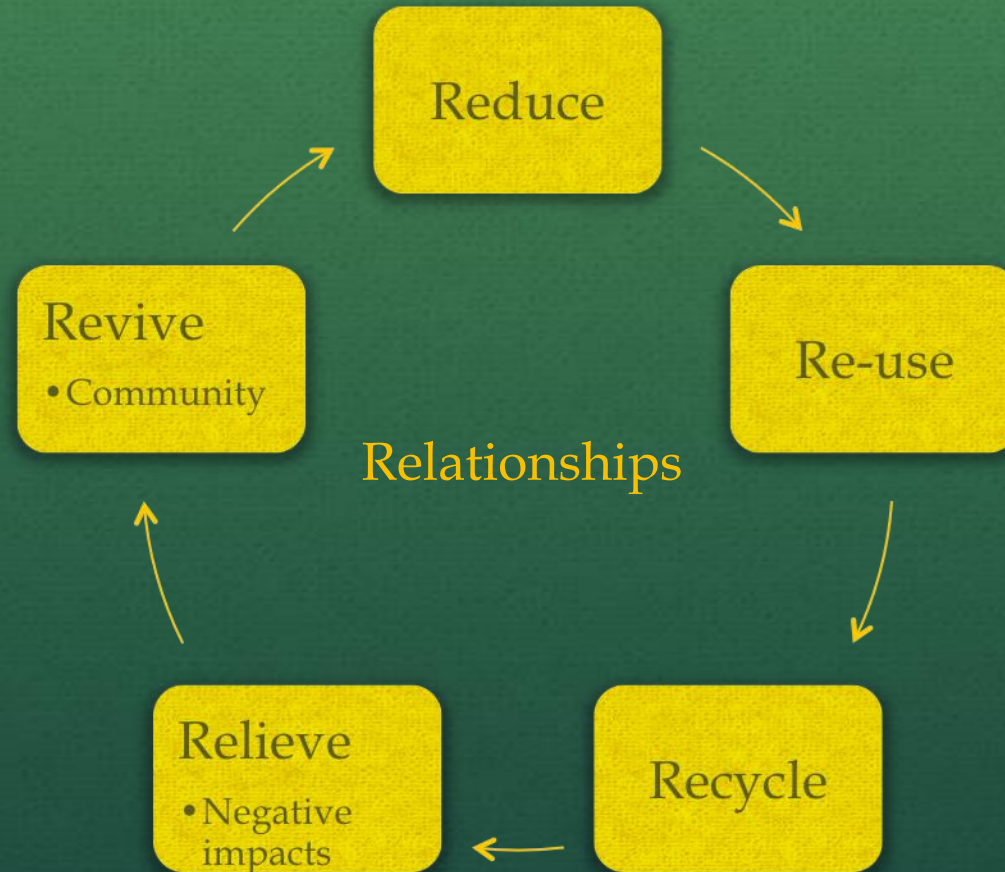 Reduce
Re-use
Recycle
Relieve
• Negative
impacts
Revive
• Community
Relationships